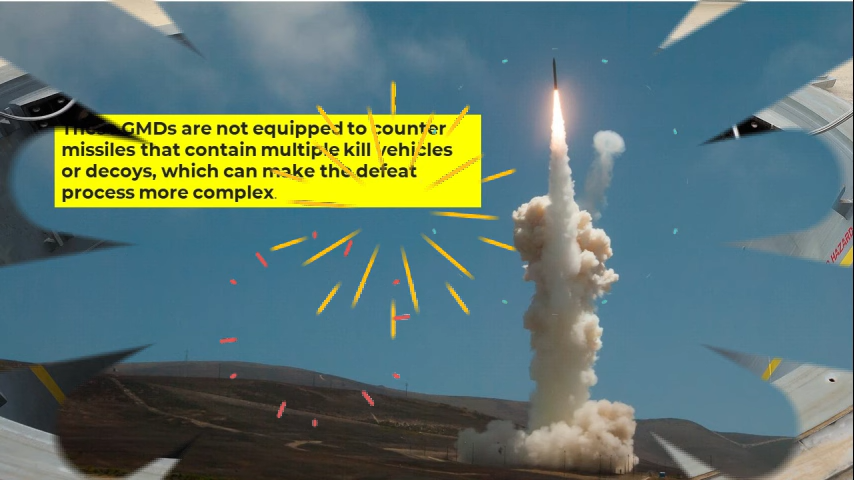 GMDs are not equipped to counter
missiles that contain multiple kill vehicles
or decoys, which can make the defeat
process more complex.
HAZARD